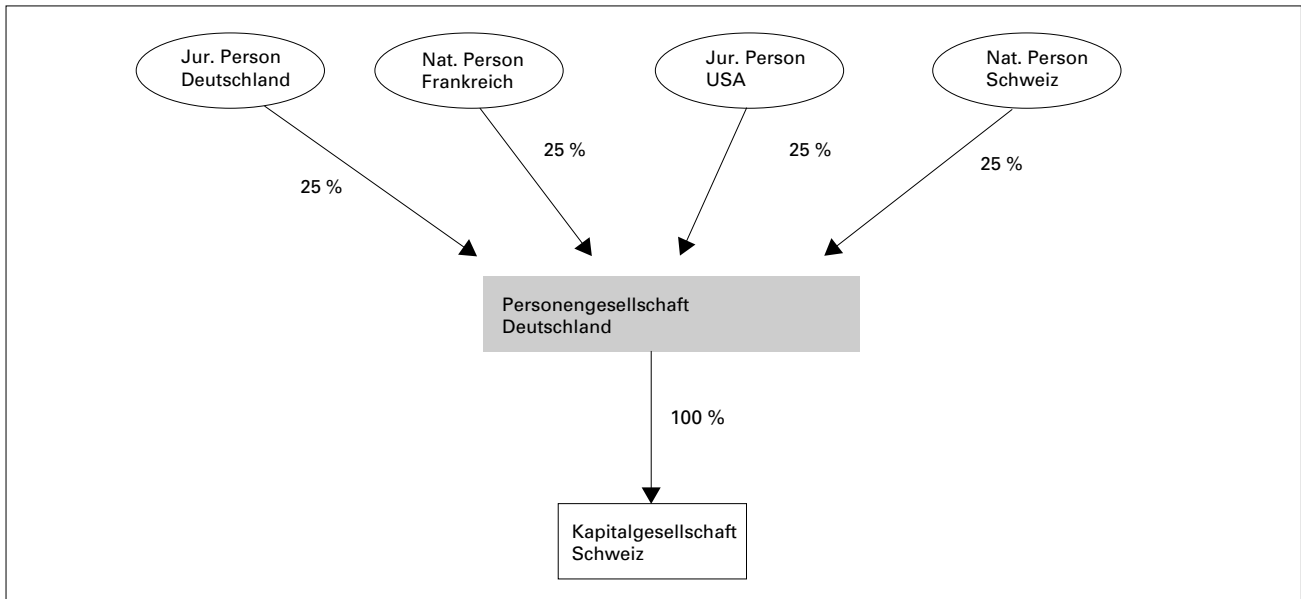 Jur. Person
Deutschland
Nat. Person
Frankreich
Jur. Person
USA
Nat. Person
Schweiz
25 %
25 %
25 %
25 %
Personengesellschaft
Deutschland
100 %
Kapitalgesellschaft
Schweiz